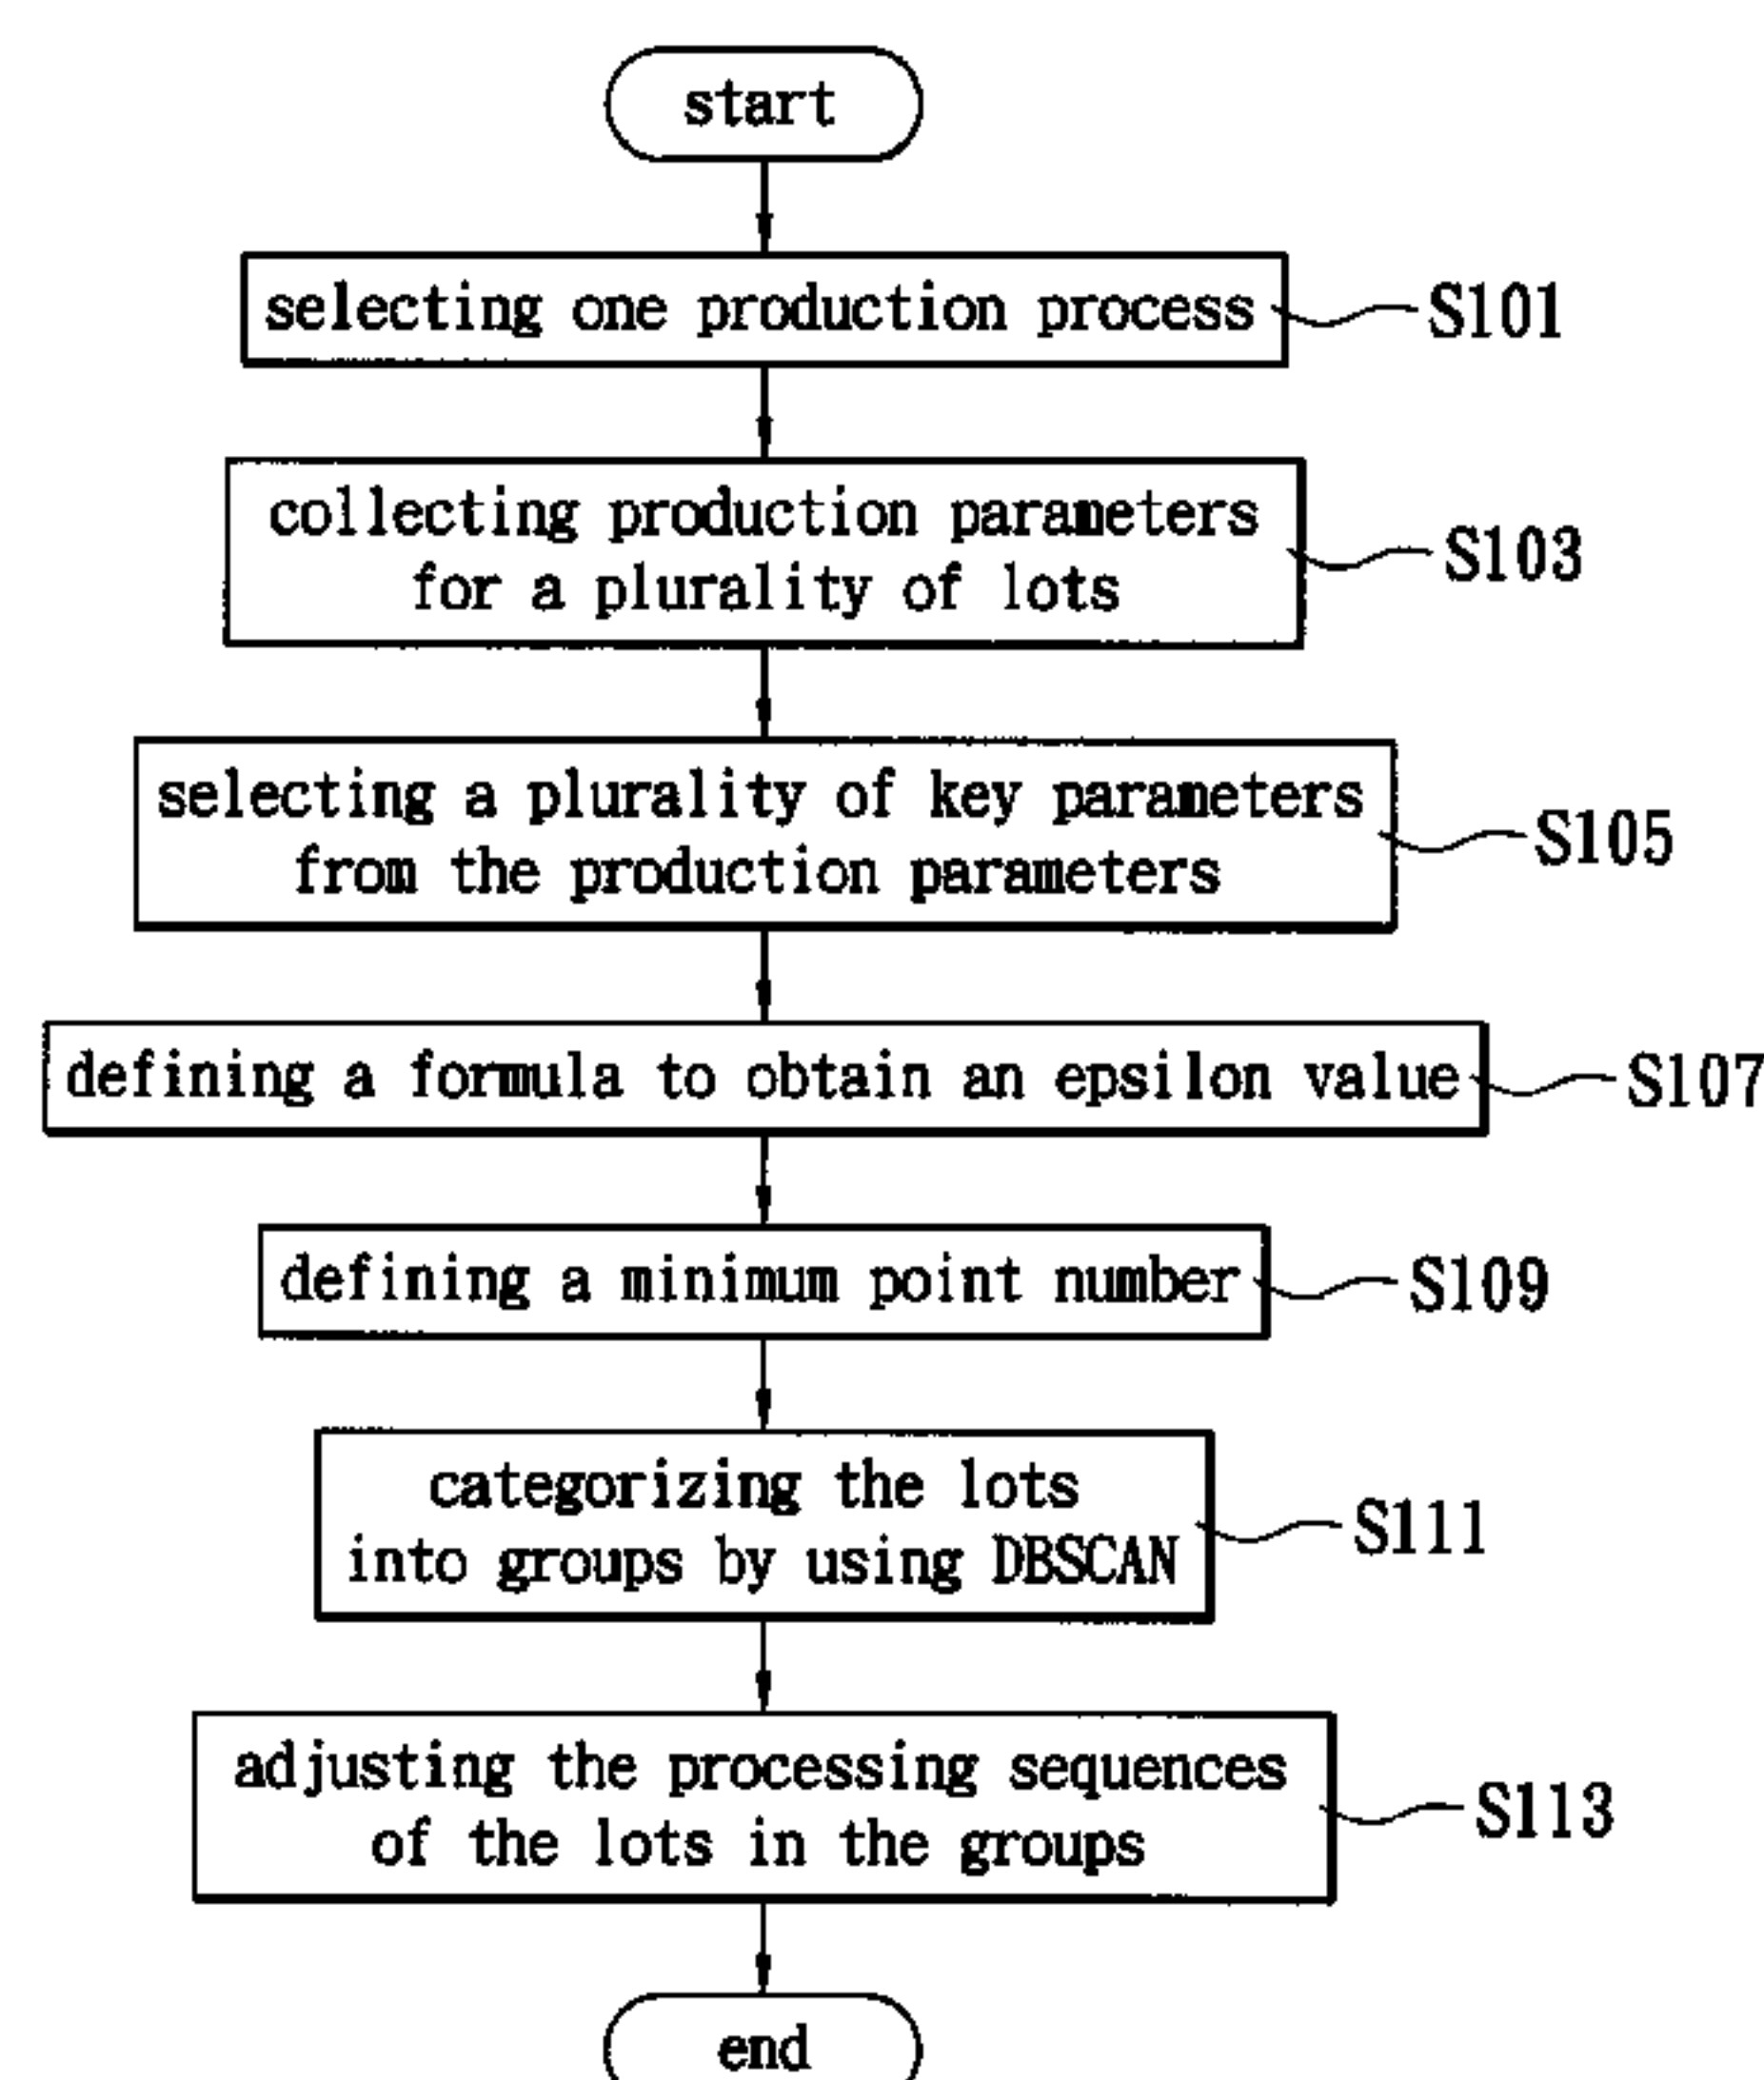 start
selecting one production process
S101
collecting production parameters
for a plurality of lots
S103
selecting a plurality of key parameters
from the production parameters
S105
defining a formula to obtain an epsilon value
S107
defining a minimum point number
S109
categorizing the lots
into groups by using DBSCAN
S111
adjusting the processing sequences
of the lots in the groups
S113
end